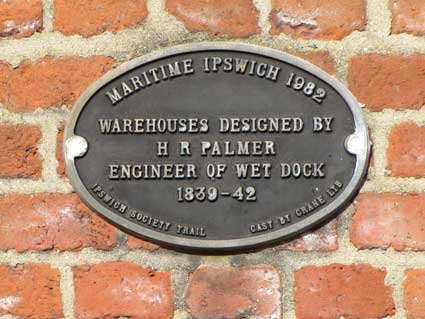 MARITIME IPSWICH 1982
WAREHOUSES DESIGNED BY
H R PALMER
ENGINEER OF WET DOCK
1839-42
IPSWICH SOCIETY TRAIL
CAST BY CRANE LTD